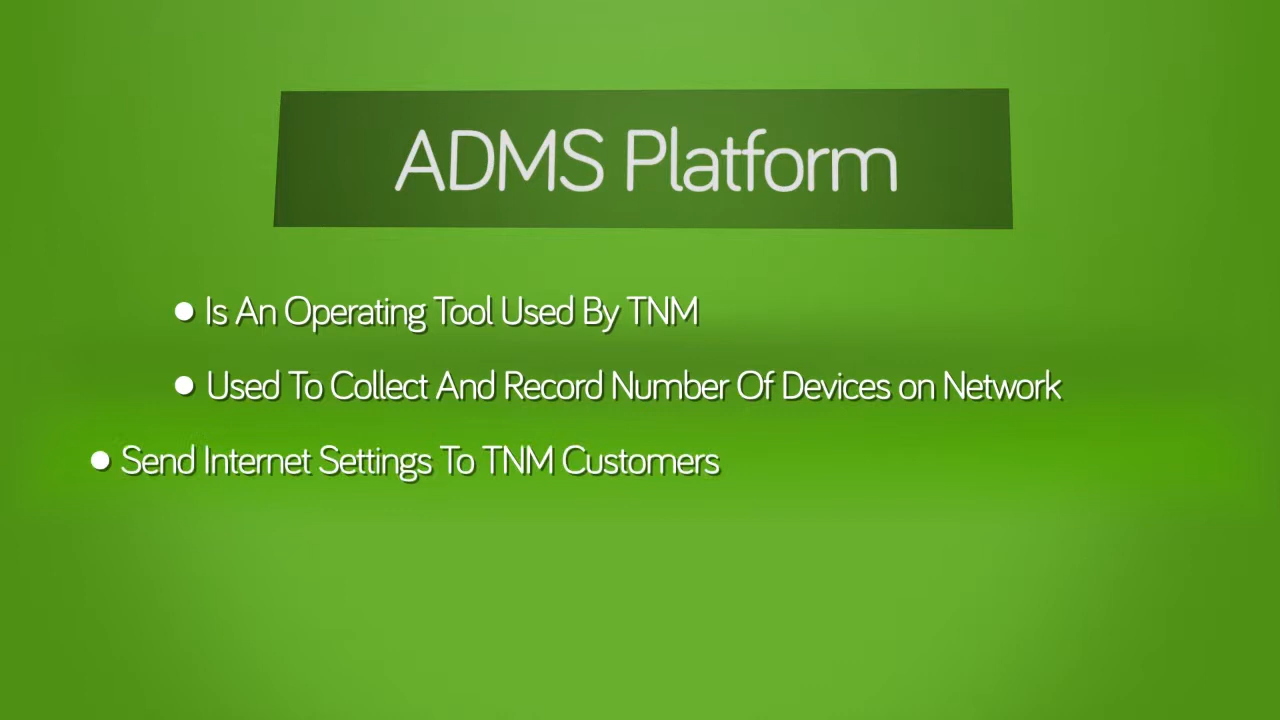 ADMS Platform
● Is An Operating Tool Used By TNM
● Used To Collect And Record Number Of Devices on Network
● Send Internet Settings To TNM Customers